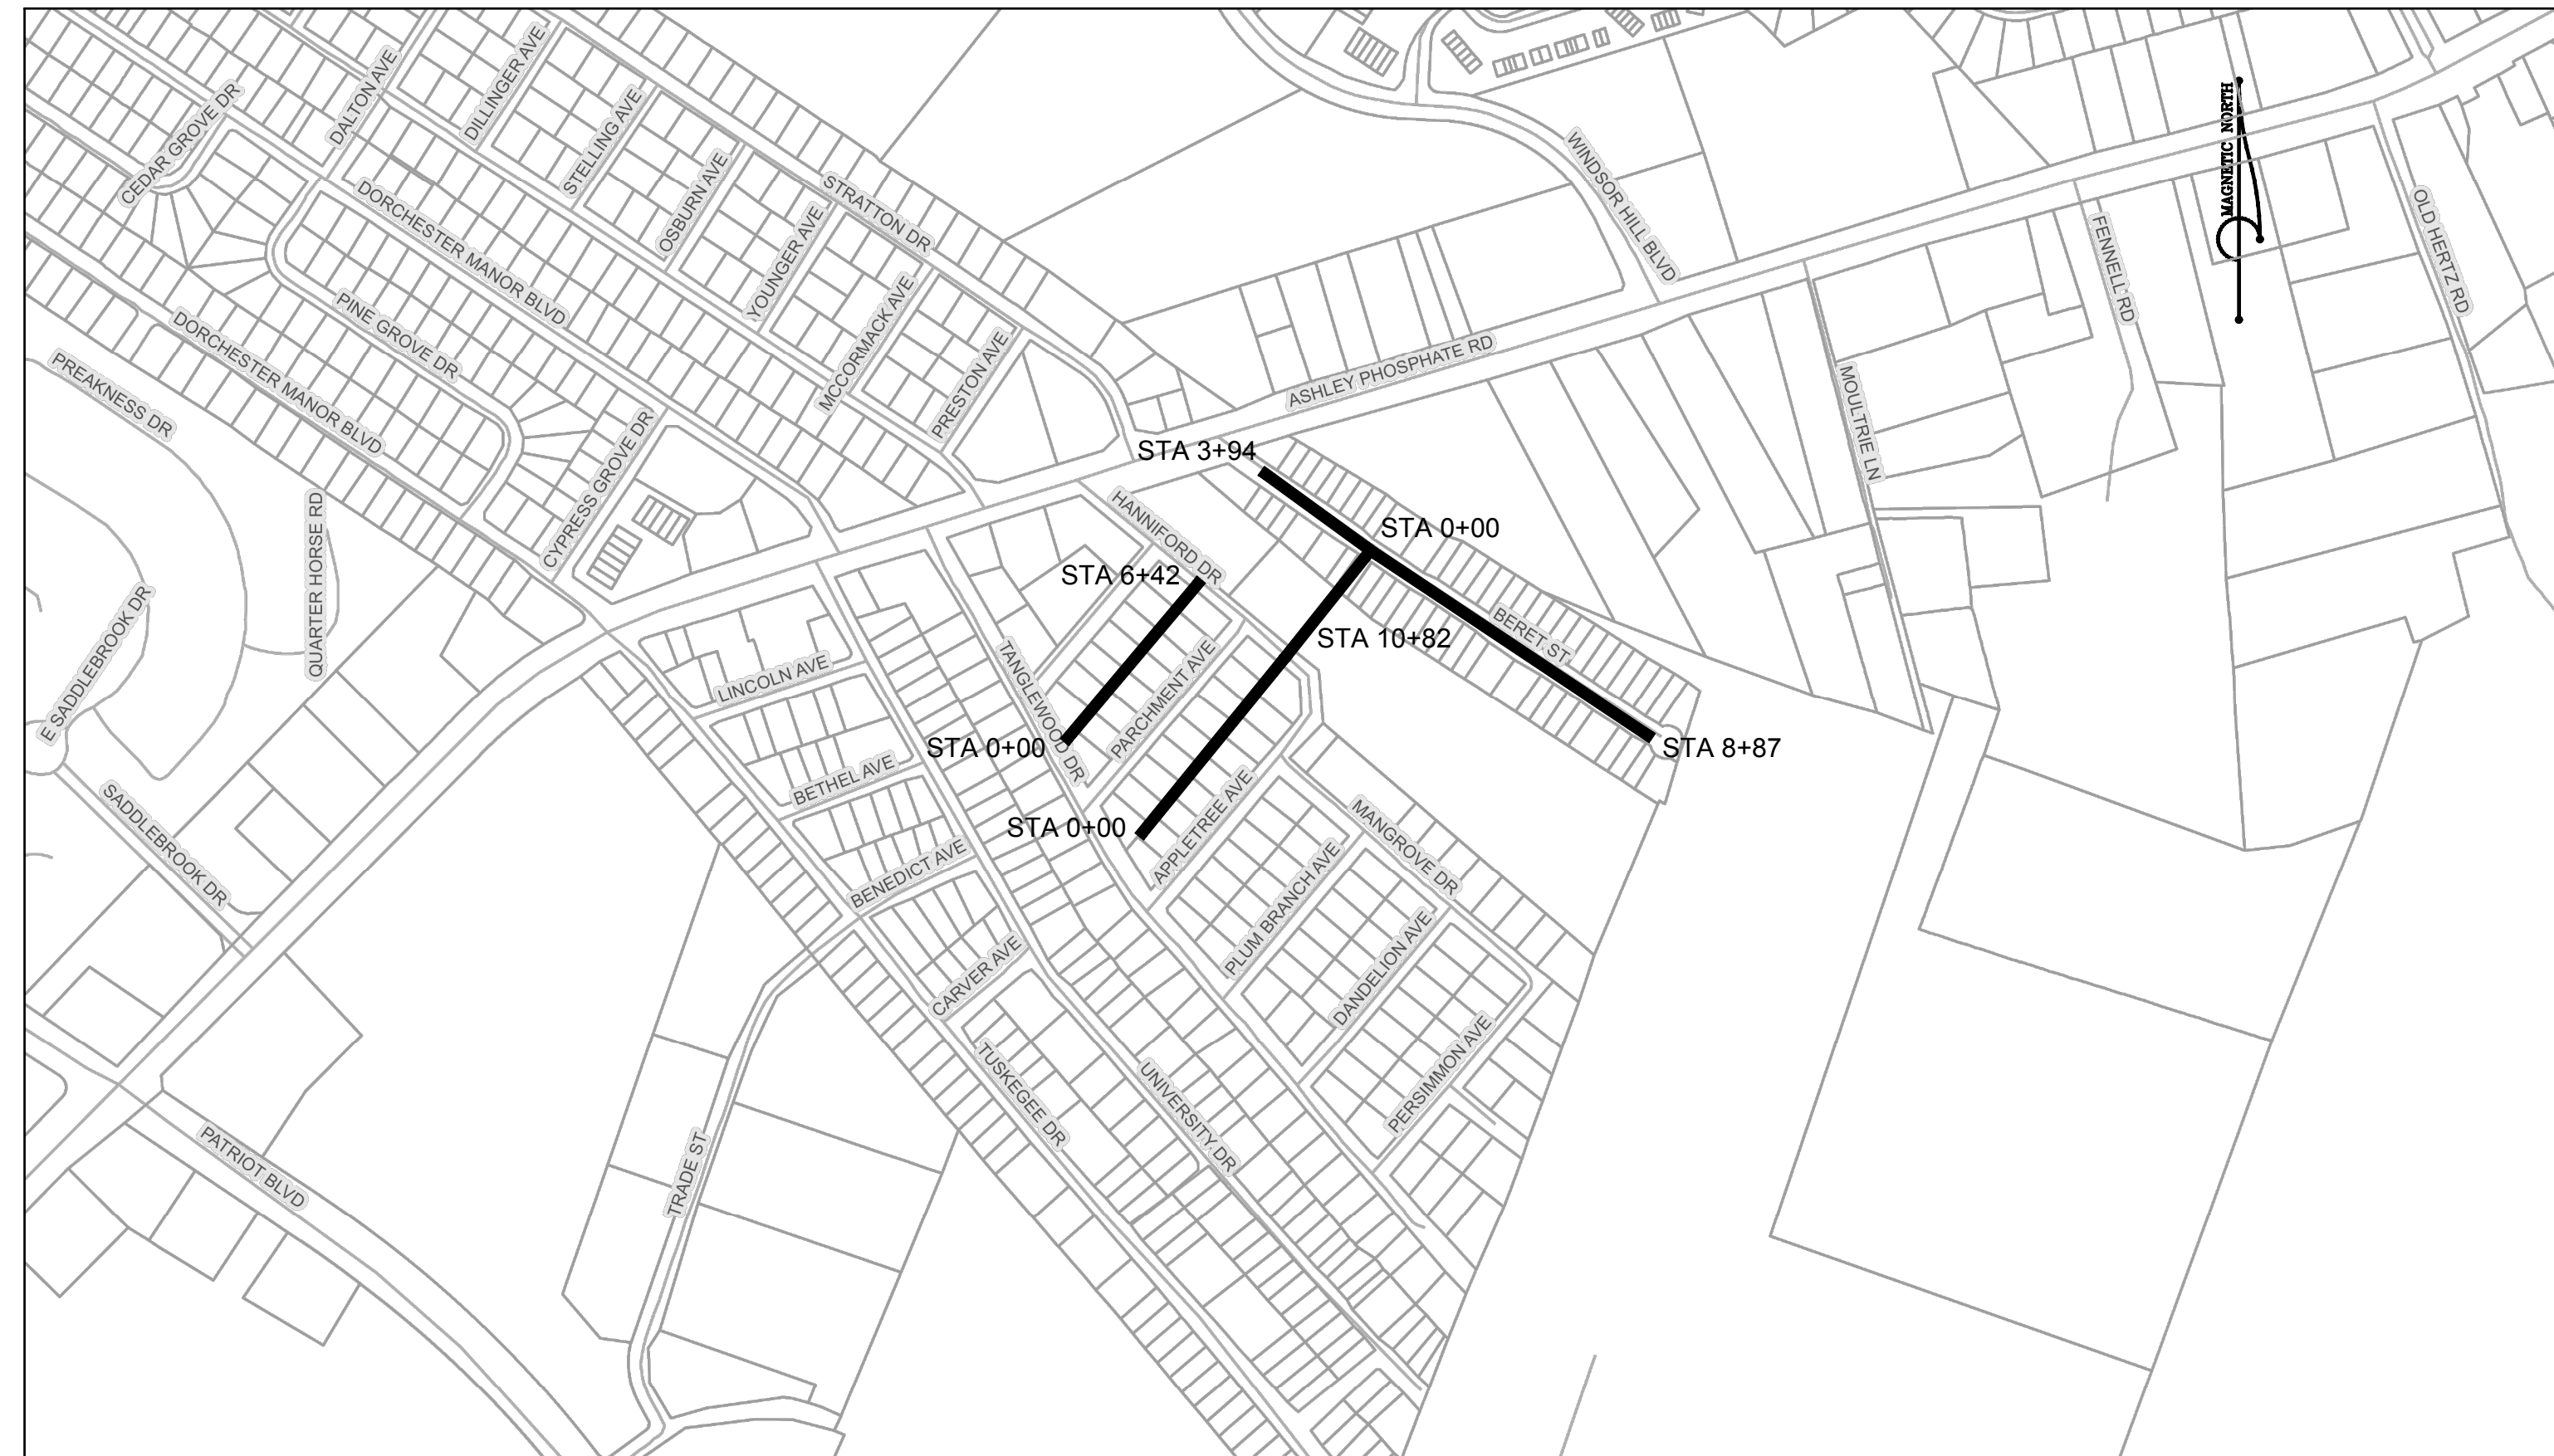 CEDAR GROVE DR
DALTON AVE
DILLINGER AVE
STELLING AVE
OSBURN AVE
YOUNGER AVE
STRATTON DR
MCCORMACK AVE
PRESTON AVE
DORCHESTER MANOR BLVD
PINE GROVE DR
DORCHESTER MANOR BLVD
PREAKNESS DR
CYPRESS GROVE DR
QUARTER HORSE RD
E SADDLEBROOK DR
SADDLEBROOK DR
PATRIOT BLVD
WINDSOR HILL BLVD
ASHLEY PHOSPHATE RD
MOULTRIE LN
FENNELL RD
MAGNETIC NORTH
OLD HERTZ RD
STA 3+94
HANNIFORD DR
STA 0+00
STA 6+42
STA 10+82
BERET ST
TANGLEWOOD DR
PARCHMENT AVE
LINCOLN AVE
STA 0+00
STA 8+87
BETHEL AVE
STA 0+00
APPLETREE AVE
MANGROVE DR
BENEDICT AVE
PLUM BRANCH AVE
DANDELION AVE
CARVER AVE
PERSIMMON AVE
TUSKEGEE DR
UNIVERSITY DR
TRADE ST